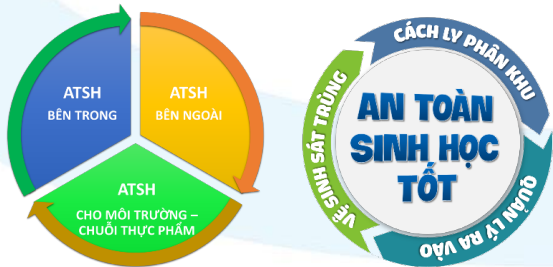 ATSH
BÊN TRONG
ATSH
BÊN NGOÀI
ATSH
CHO MÔI TRƯỜNG –
CHUỖI THỰC PHẨM
CÁCH LY PHÂN KHU
QUẢN LÝ RA VÀO
VỆ SINH SÁT TRÙNG
AN TOÀN
SINH HỌC
TỐT